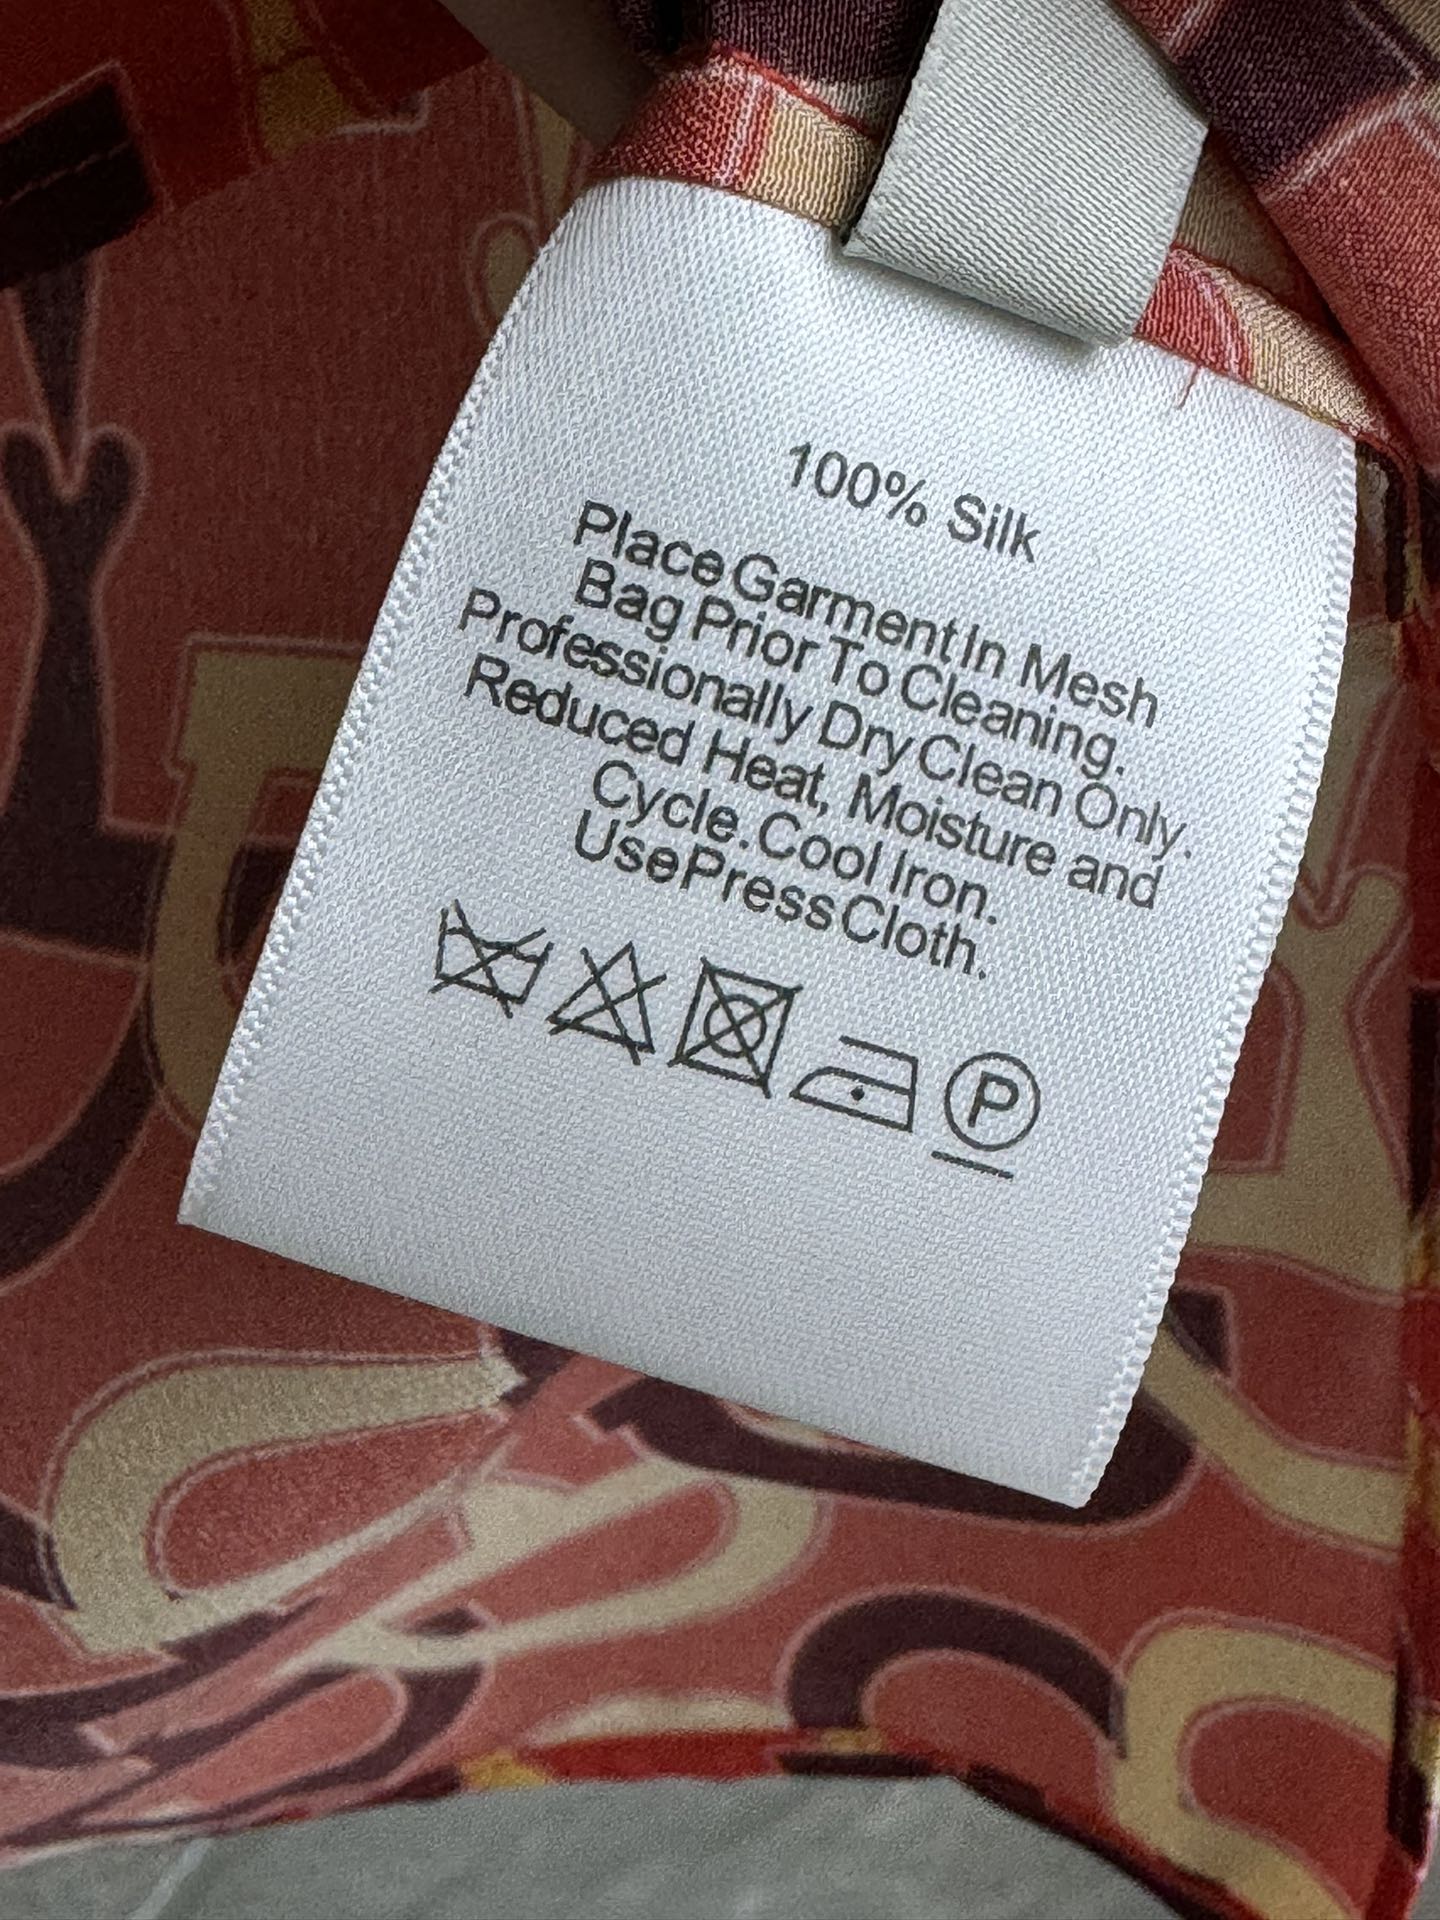 100% Silk
Place Garment In Mesh
Bag Prior To Cleaning.
Professionally Dry Clean Only.
Reduced Heat, Moisture and
Cycle. Cool Iron.
Use Press Cloth.
P